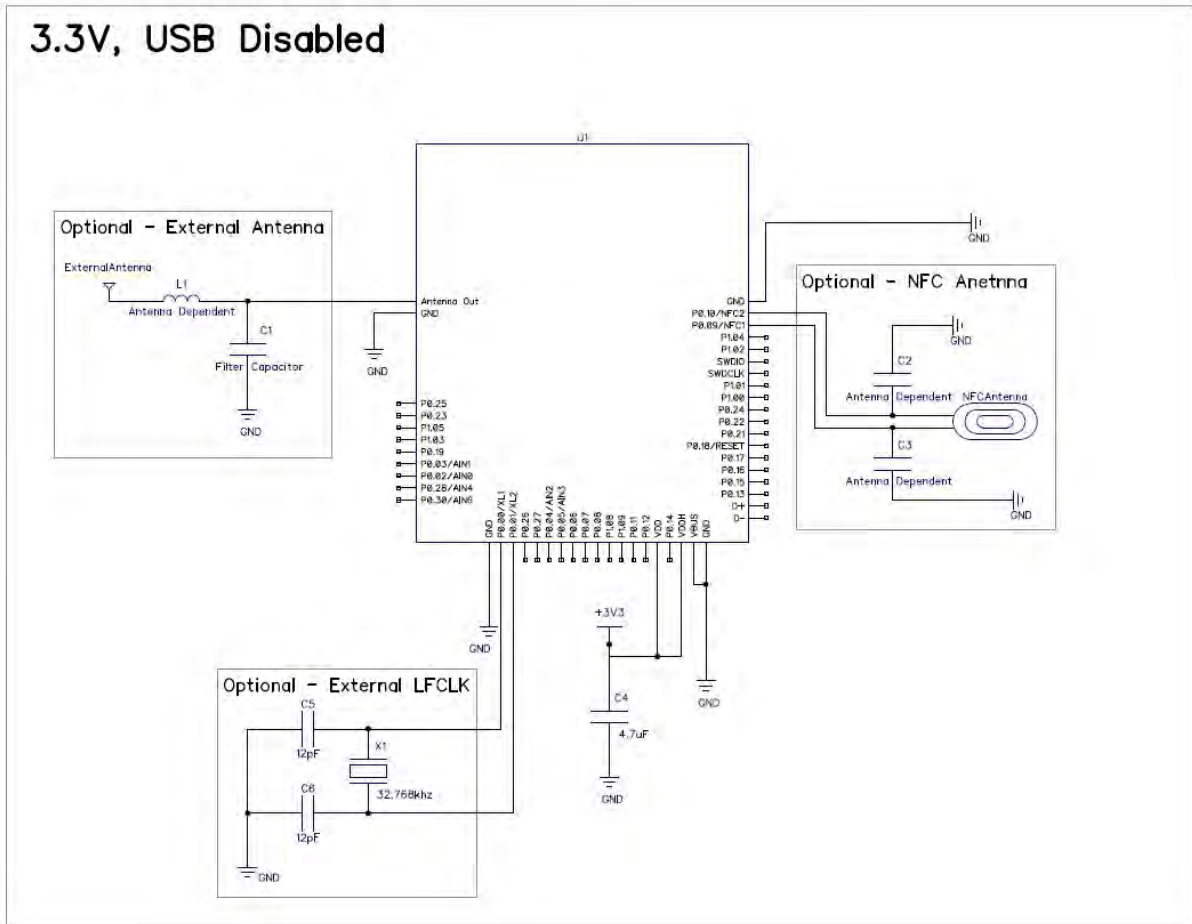 3.3V, USB Disabled
U1
Optional - External Antenna
ExternalAntenna
L1
Antenna Dependent
C1
Filter Capacitor
GND
Antenna Out
GND
GND
P0.25
P0.23
P1.05
P1.03
P0.19
P0.03/AIN1
P0.02/AIN0
P0.28/AIN4
P0.30/AIN6
GND
P0.00/XL1
P0.01/XL2
P0.26
P0.27
P0.04/AIN2
P0.05/AIN3
P0.06
P0.07
P0.08
P1.08
P1.09
P0.11
P0.12
VDD
P0.14
VDDH
VBUS
GND
GND
P0.10/NFC2
P0.09/NFC1
P1.04
P1.02
SWDIO
SWDCLK
P1.01
P1.00
P0.24
P0.22
P0.21
P0.18/RESET
P0.17
P0.16
P0.15
P0.13
D+
D-
GND
Optional - NFC Anetnna
GND
C2
Antenna Dependent
NFCAntenna
C3
Antenna Dependent
GND
GND
+3V3
C4
4.7uF
GND
GND
Optional - External LFCLK
C5
12pF
X1
32.768khz
C6
12pF
GND